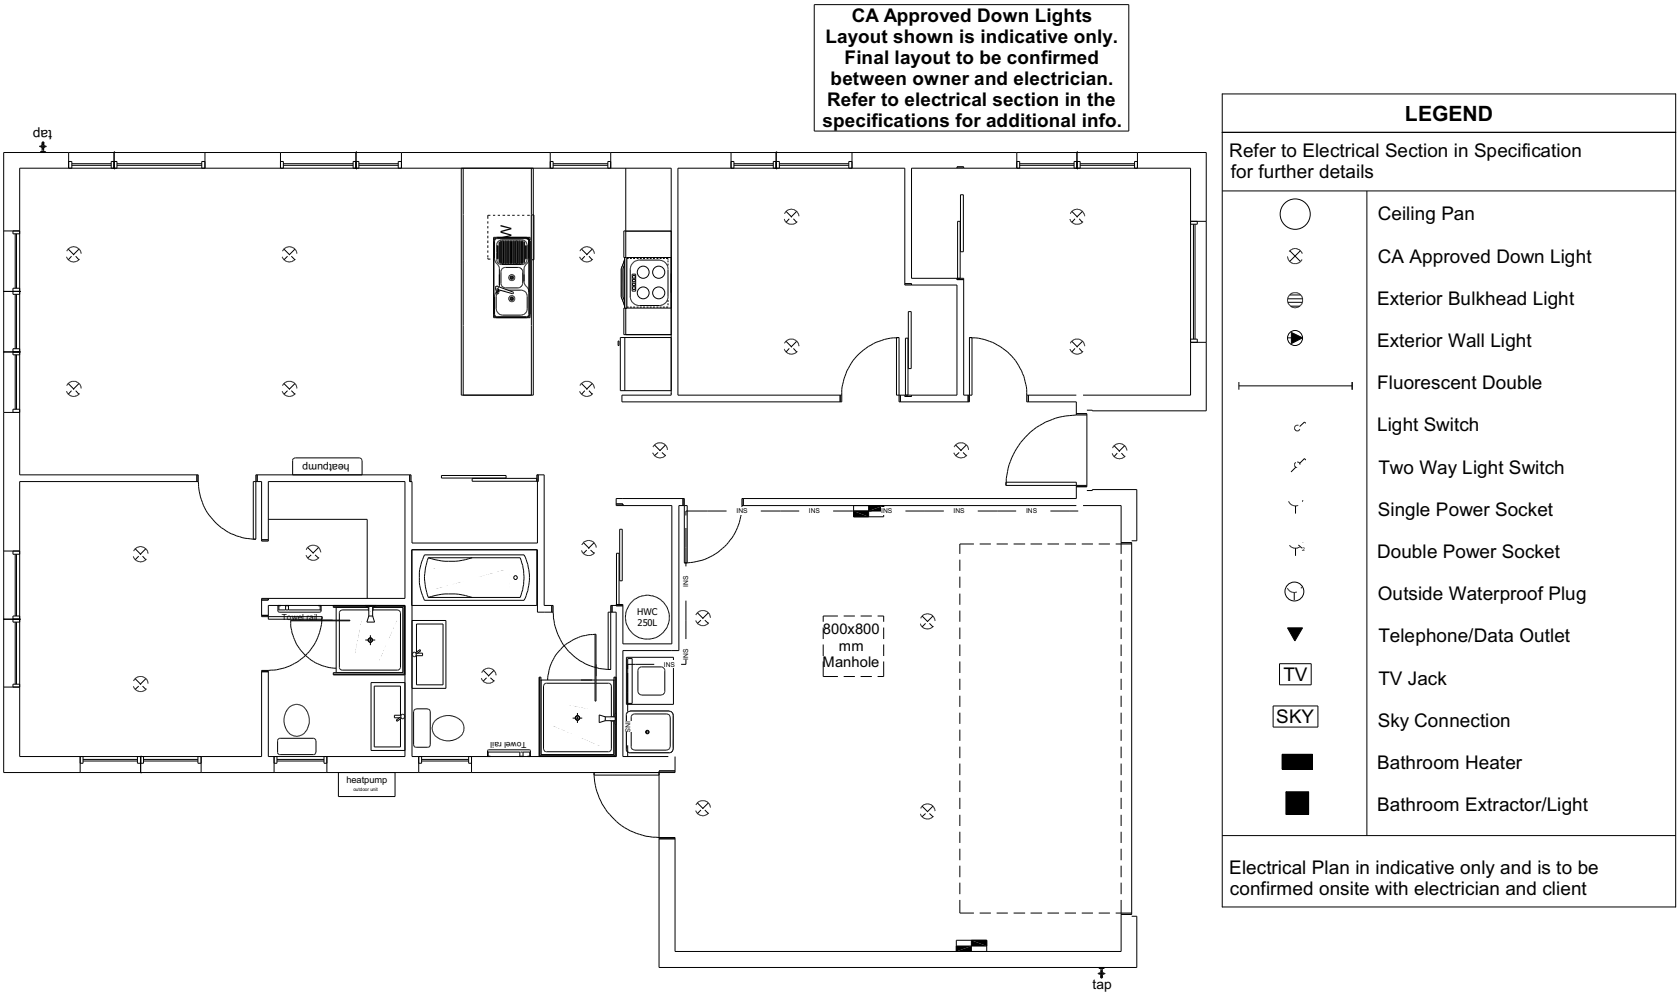 CA Approved Down Lights
Layout shown is indicative only.
Final layout to be confirmed
between owner and electrician.
Refer to electrical section in the
specifications for additional info.
LEGEND
Refer to Electrical Section in Specification
for further details
Ceiling Pan
CA Approved Down Light
Exterior Bulkhead Light
Exterior Wall Light
Fluorescent Double
Light Switch
Two Way Light Switch
Single Power Socket
Double Power Socket
Outside Waterproof Plug
Telephone/Data Outlet
TV
TV Jack
SKY
Sky Connection
Bathroom Heater
Bathroom Extractor/Light
Electrical Plan in indicative only and is to be
confirmed onsite with electrician and client
tap
heatpump
INS
INS
INS
INS
INS
INS
HWC
250L
Towel rail
800x800
mm
Manhole
INS
INS
INS
Towel rail
heatpump
outdoor unit
tap